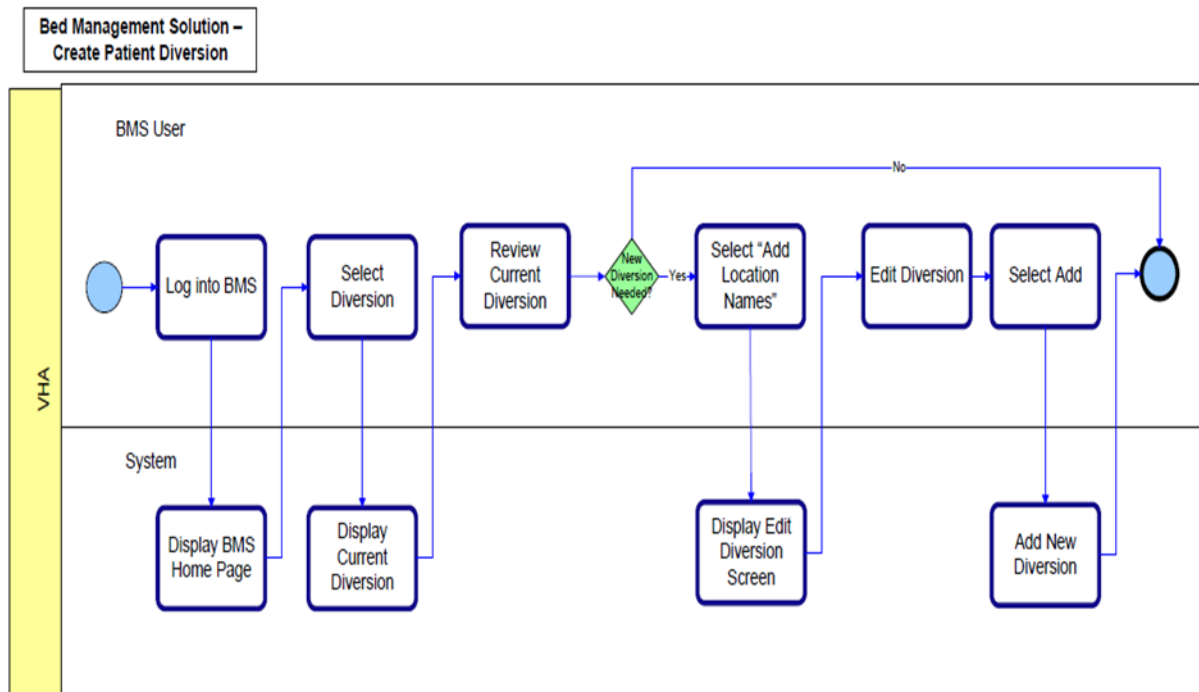 Bed Management Solution –
Create Patient Diversion
VHA
BMS User
No
Log into BMS
Select
Diversion
Review
Current
Diversion
New
Diversion
Needed?
Yes
Select “Add
Location
Names”
Edit Diversion
Select Add
System
Display BMS
Home Page
Display
Current
Diversion
Display Edit
Diversion
Screen
Add New
Diversion